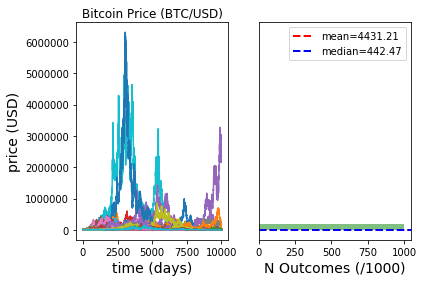 Bitcoin Price (BTC/USD)
price (USD)
6000000
5000000
4000000
3000000
2000000
1000000
0
0 2500 5000 7500 10000
time (days)
mean=4431.21
median=442.47
0 250 500 750 1000
N Outcomes (/1000)